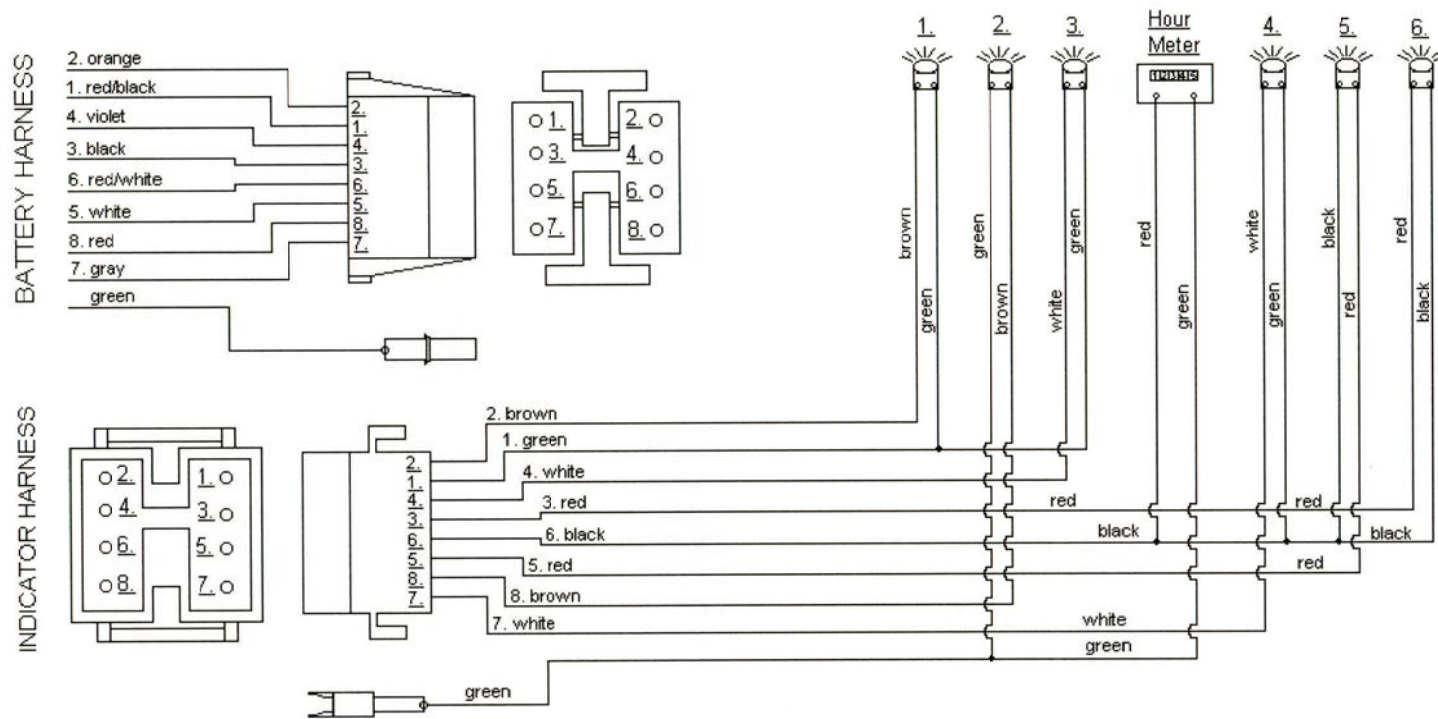 BATTERY HARNESS
2. orange
1. red/black
4. violet
3. black
6. red/white
5. white
8. red
7. gray
green
2.
1.
4.
3.
6.
5.
8.
7.
1. 2.
3. 4.
5. 6.
7. 8.
1.
2.
3.
Hour
Meter
12345
4.
5.
6.
brown
green
green
brown
white
green
red
green
white
green
black
red
red
black
INDICATOR HARNESS
2. 1.
4. 3.
6. 5.
8. 7.
2.
1.
4.
3.
6.
5.
8.
7.
2. brown
1. green
4. white
3. red red red
6. black black black
5. red red
8. brown
7. white white
green
green